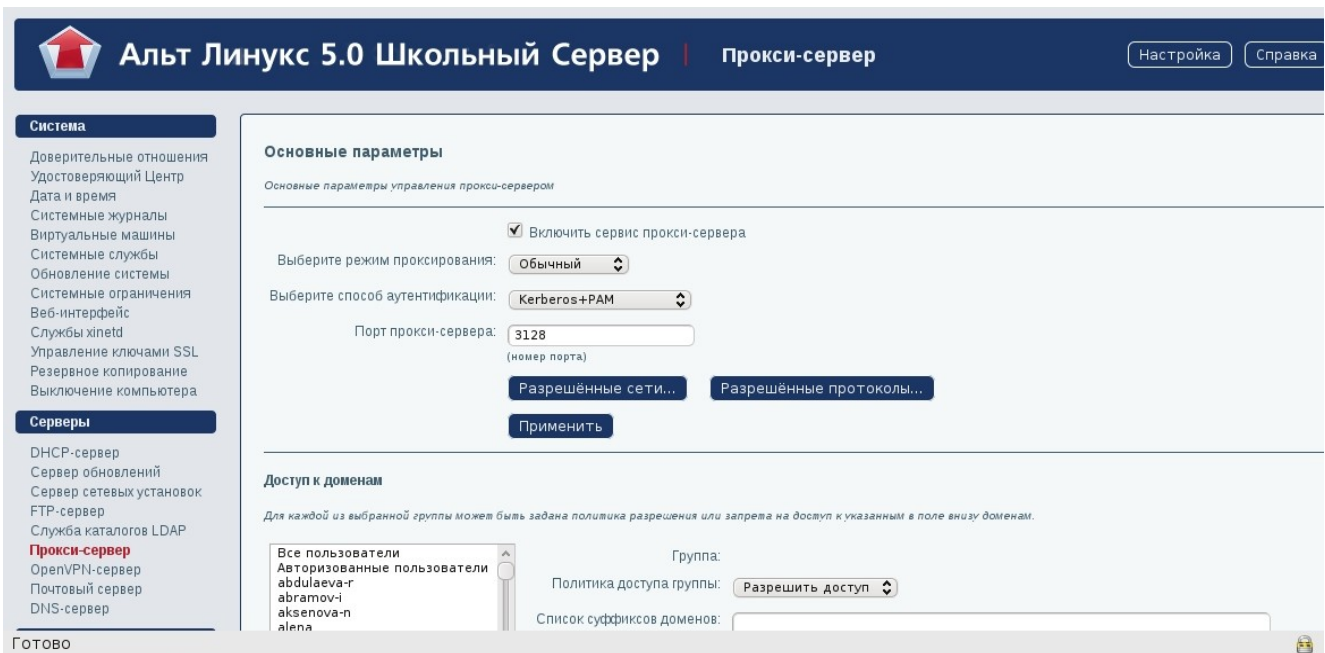 Альт Линукс 5.0 Школьный Сервер | Прокси-сервер
Настройка
Справка
Система
Доверительные отношения
Удостоверяющий Центр
Дата и время
Системные журналы
Виртуальные машины
Системные службы
Обновление системы
Системные ограничения
Веб-интерфейс
Службы xinetd
Управление ключами SSL
Резервное копирование
Выключение компьютера
Серверы
DHCP-сервер
Сервер обновлений
Сервер сетевых установок
FTP-сервер
Служба каталогов LDAP
Прокси-сервер
OpenVPN-сервер
Почтовый сервер
DNS-сервер
Основные параметры
Основные параметры управления прокси-сервером
Включить сервис прокси-сервера
Выберите режим проксирования: Обычный
Выберите способ аутентификации: Kerberos+PAM
Порт прокси-сервера: 3128
(номер порта)
Разрешённые сети... Разрешённые протоколы...
Применить
Доступ к доменам
Для каждой из выбранной группы может быть задана политика разрешения или запрета на доступ к указанным в поле внизу доменам.
Все пользователи
Авторизованные пользователи
abdulaeva-r
abramov-i
aksenova-n
alena
Группа:
Политика доступа группы: Разрешить доступ
Список суффиксов доменов:
Готово